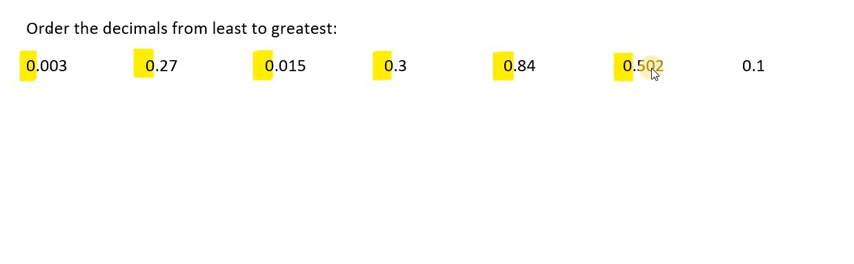 Order the decimals from least to greatest:
0.003 0.27 0.015 0.3 0.84 0.502 0.1